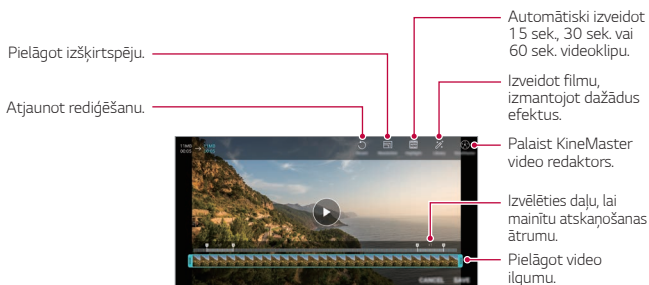 Pielāgot izšķirtspēju.
Atjaunot rediģēšanu.
Automātiski izveidot
15 sek., 30 sek. vai
60 sek. videoklipu.
Izveidot filmu,
izmantojot dažādus
efektus.
Palaist KineMaster
video redaktors.
Izvēlēties daļu, lai
mainītu atskaņošanas
ātrumu.
Pielāgot video
ilgumu.
CANCEL SAVE